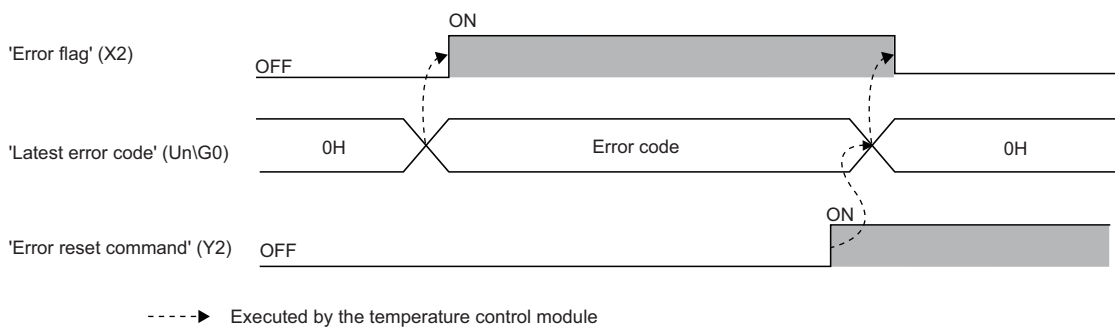 ON
'Error flag' (X2)
OFF
'Latest error code' (Un\G0)
0H
Error code
0H
ON
'Error reset command' (Y2)
OFF
Executed by the temperature control module